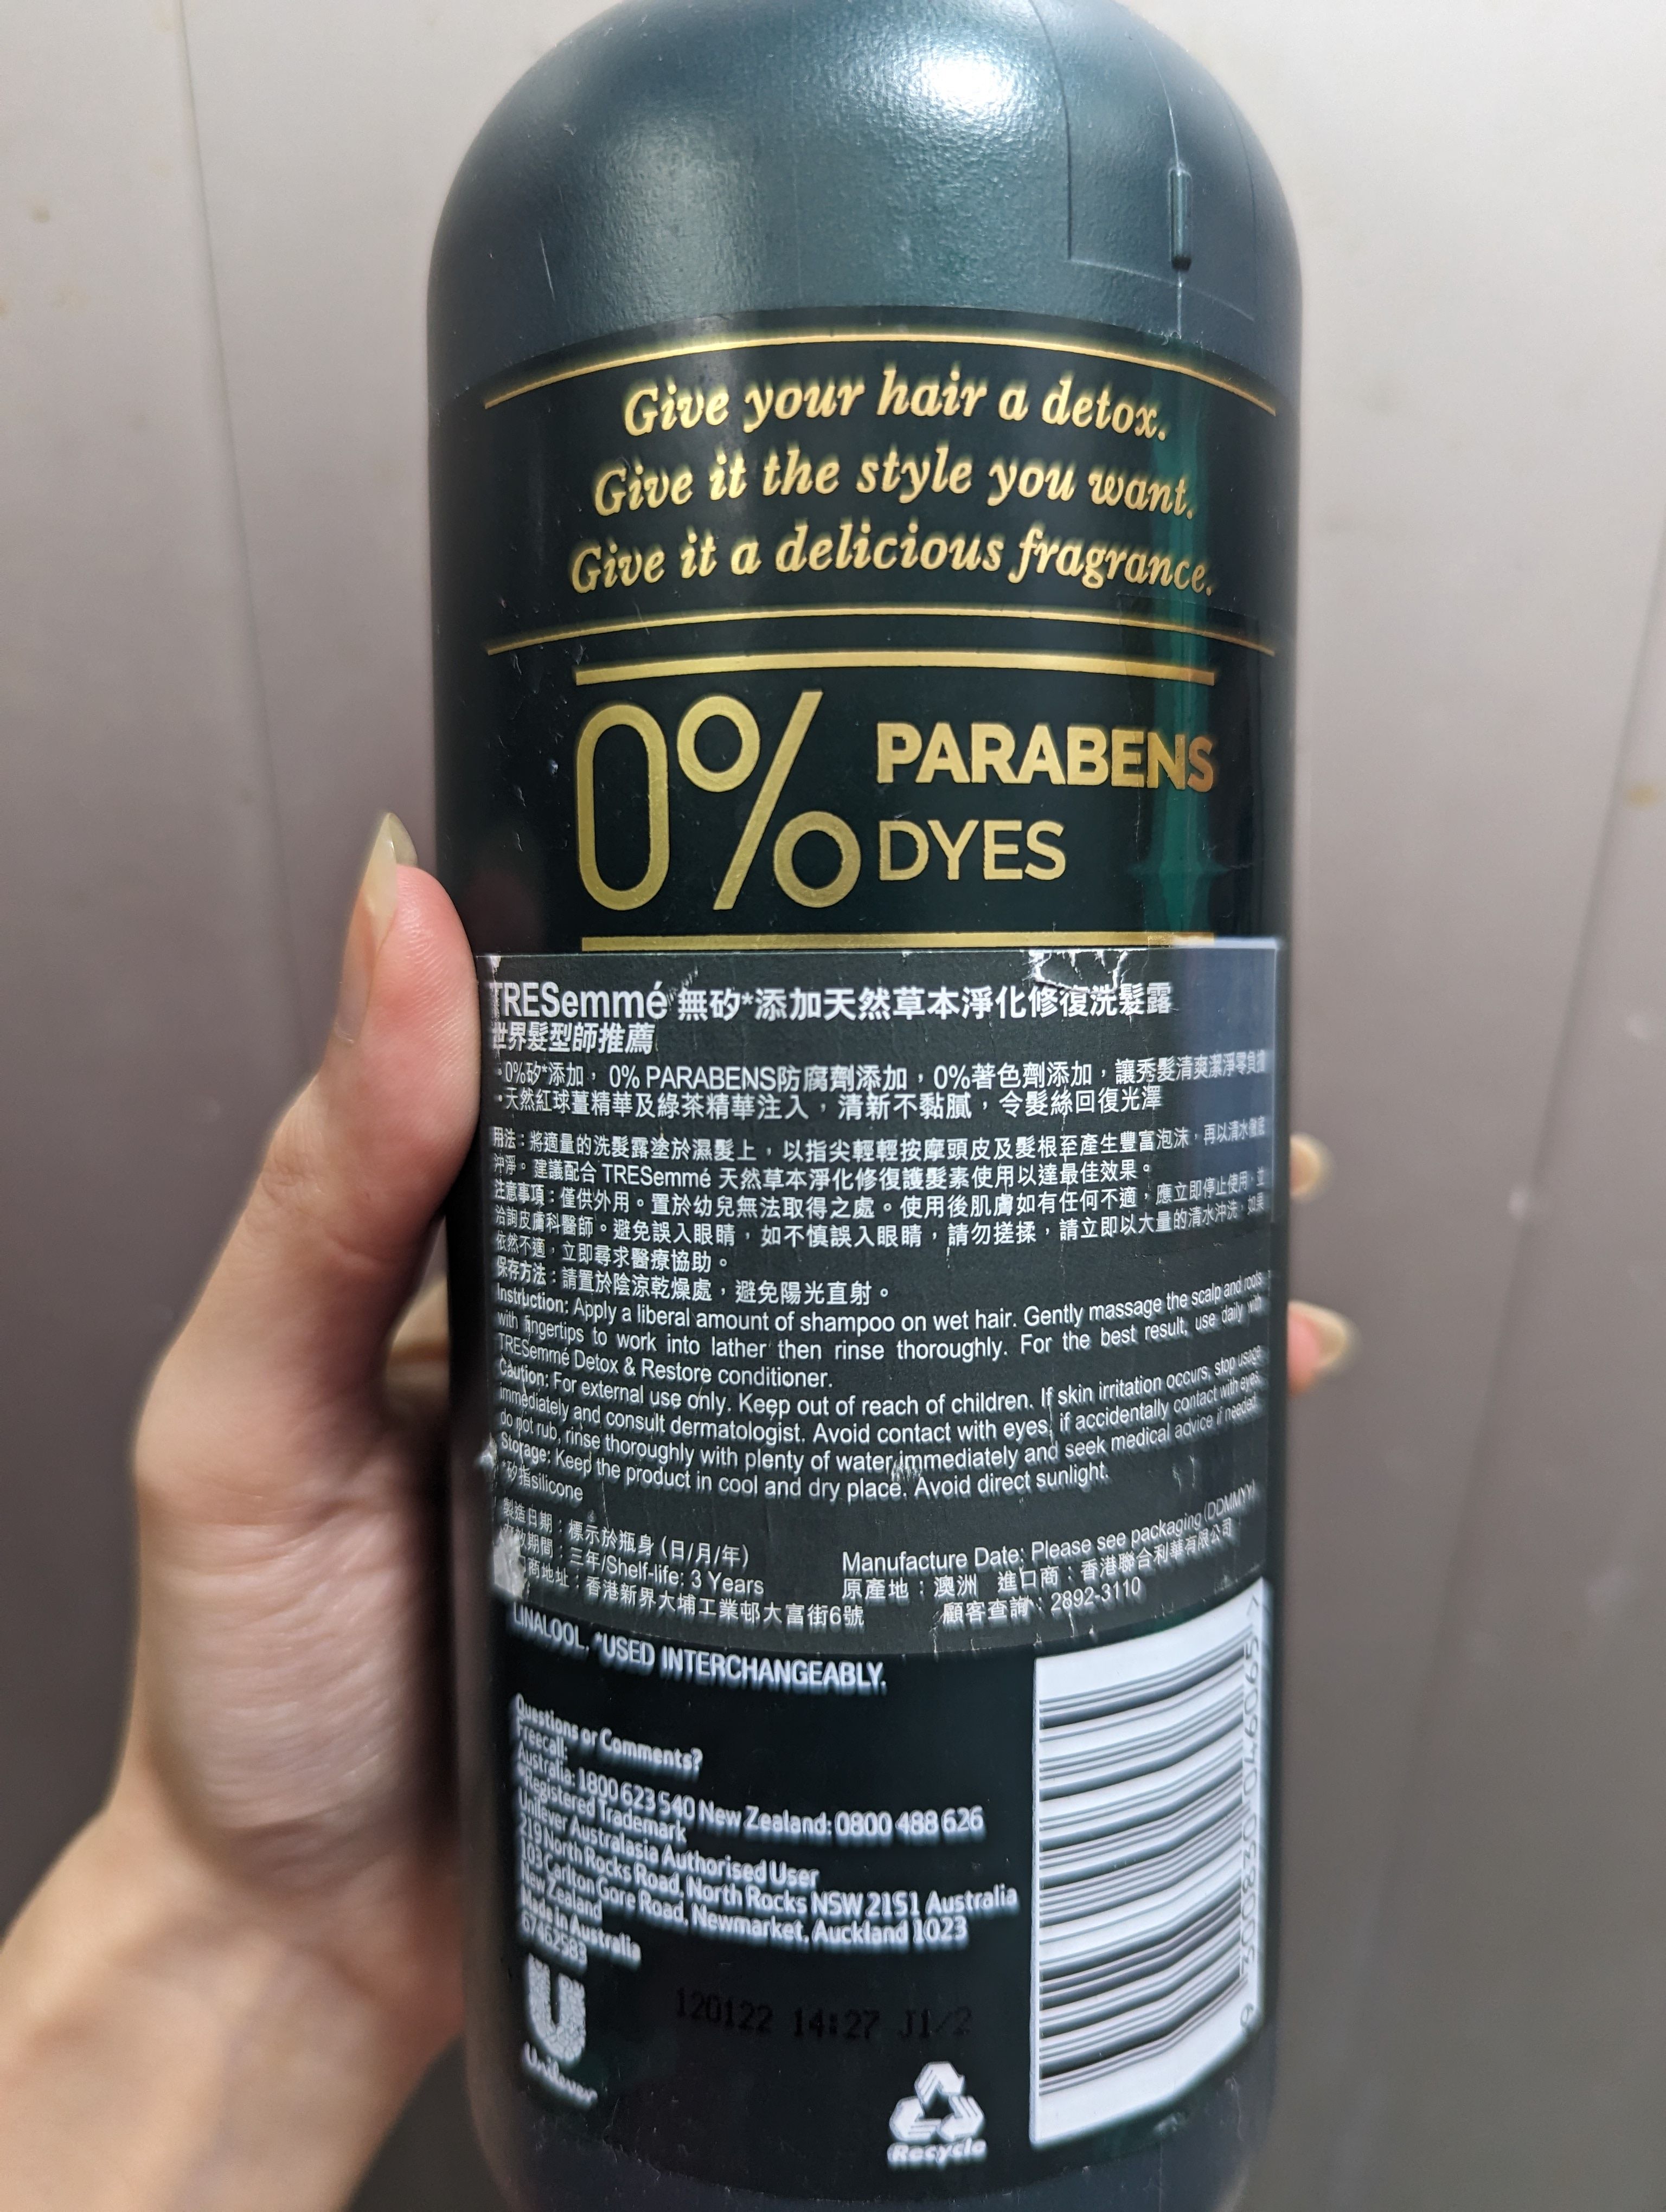 Give your hair a detox.
Give it the style you want.
Give it a delicious fragrance.
0% PARABENS
DYES
TRESemmé 無矽*添加天然草本淨化修復洗髮露
世界髮型師推薦
•0%矽*添加，0% PARABENS防腐劑添加，0%著色劑添加，讓秀髮清爽潔淨零負擔
•天然紅球薑精華及綠茶精華注入，清新不黏膩，令髮絲回復光澤
用法：將適量的洗髮露塗於濕髮上，以指尖輕輕按摩頭皮及髮根至產生豐富泡沫，再以清水徹底
沖淨。建議配合 TRESemmé 天然草本淨化修復護髮素使用以達最佳效果。
注意事項：僅供外用。置於幼兒無法取得之處。使用後肌膚如有任何不適，應立即停止使用，並
洽詢皮膚科醫師。避免誤入眼睛，如不慎誤入眼睛，請勿搓揉，請立即以大量的清水沖洗，如果
依然不適，立即尋求醫療協助。
保存方法：請置於陰涼乾燥處，避免陽光直射。
Instruction: Apply a liberal amount of shampoo on wet hair. Gently massage the scalp and roots
with fingertips to work into lather then rinse thoroughly. For the best result, use daily with
TRESemmé Detox & Restore conditioner.
Caution: For external use only. Keep out of reach of children. If skin irritation occurs, stop usage
immediately and consult dermatologist. Avoid contact with eyes, if accidentally contact with eyes,
do not rub, rinse thoroughly with plenty of water immediately and seek medical advice if needed.
Storage: Keep the product in cool and dry place. Avoid direct sunlight.
*矽指silicone
製造日期：標示於瓶身 (日/月/年) Manufacture Date: Please see packaging (DDMMYY)
期間：三年/Shelf-life: 3 Years 原產地：澳洲 進口商：香港聯合利華有限公司
商地址：香港新界大埔工業邨大富街6號 顧客查詢：2892-3110
LINALOOL. *USED INTERCHANGEABLY.
Questions or Comments?
Freecall:
Australia: 1800 623 540 New Zealand: 0800 488 626
®Registered Trademark
Unilever Australasia Authorised User
219 North Rocks Road, North Rocks NSW 2151 Australia
103 Carlton Gore Road, Newmarket, Auckland 1023
New Zealand
Made in Australia
67462583
Unilever
120122 14:27 J1/2
Recycle
9 300830 046065 >